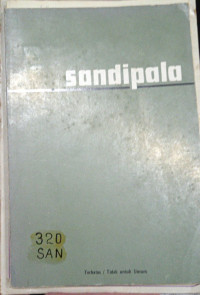 sandipala
320
SAN
Terbatas / Tidak untuk Umum